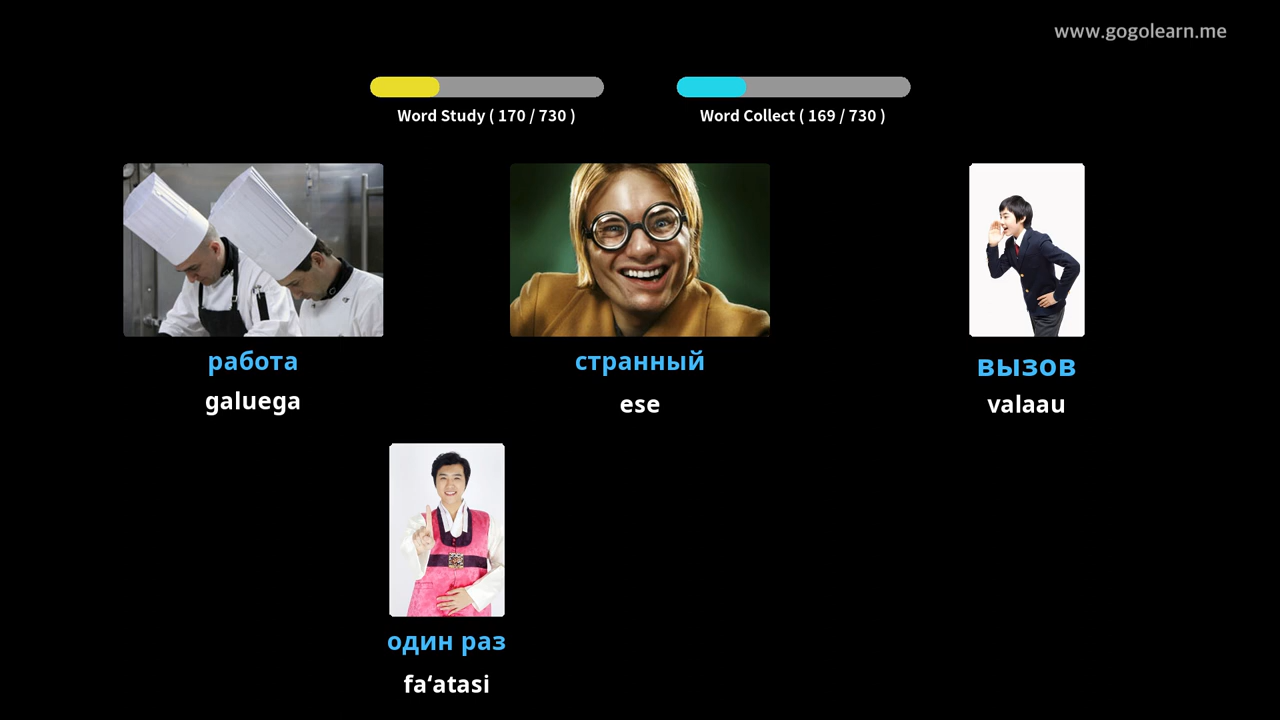 www.gogolearn.me
Word Study ( 170 / 730 )
Word Collect ( 169 / 730 )
работа
странный
вызов
galuega
ese
valaau
один раз
fa‘atasi